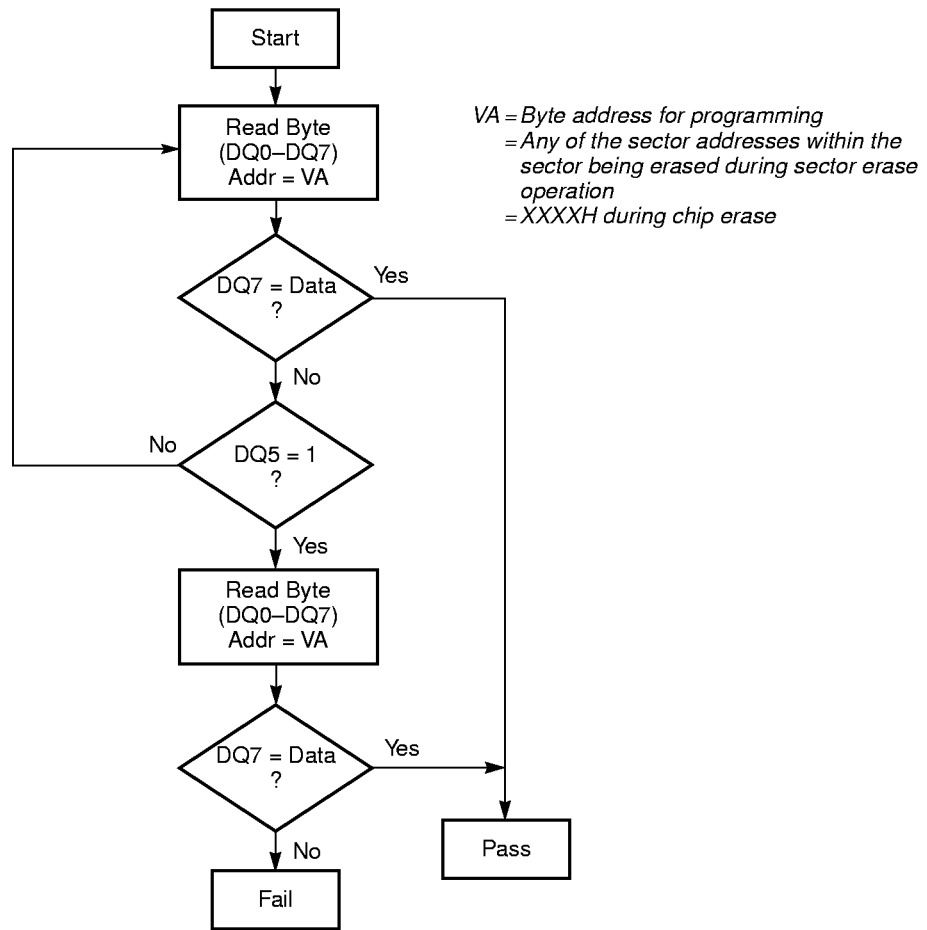 Start
Read Byte
(DQ0–DQ7)
Addr = VA
VA = Byte address for programming
= Any of the sector addresses within the
sector being erased during sector erase
operation
= XXXXH during chip erase
DQ7 = Data
?
Yes
No
DQ5 = 1
?
No
Yes
Read Byte
(DQ0–DQ7)
Addr = VA
DQ7 = Data
?
Yes
No
Pass
Fail